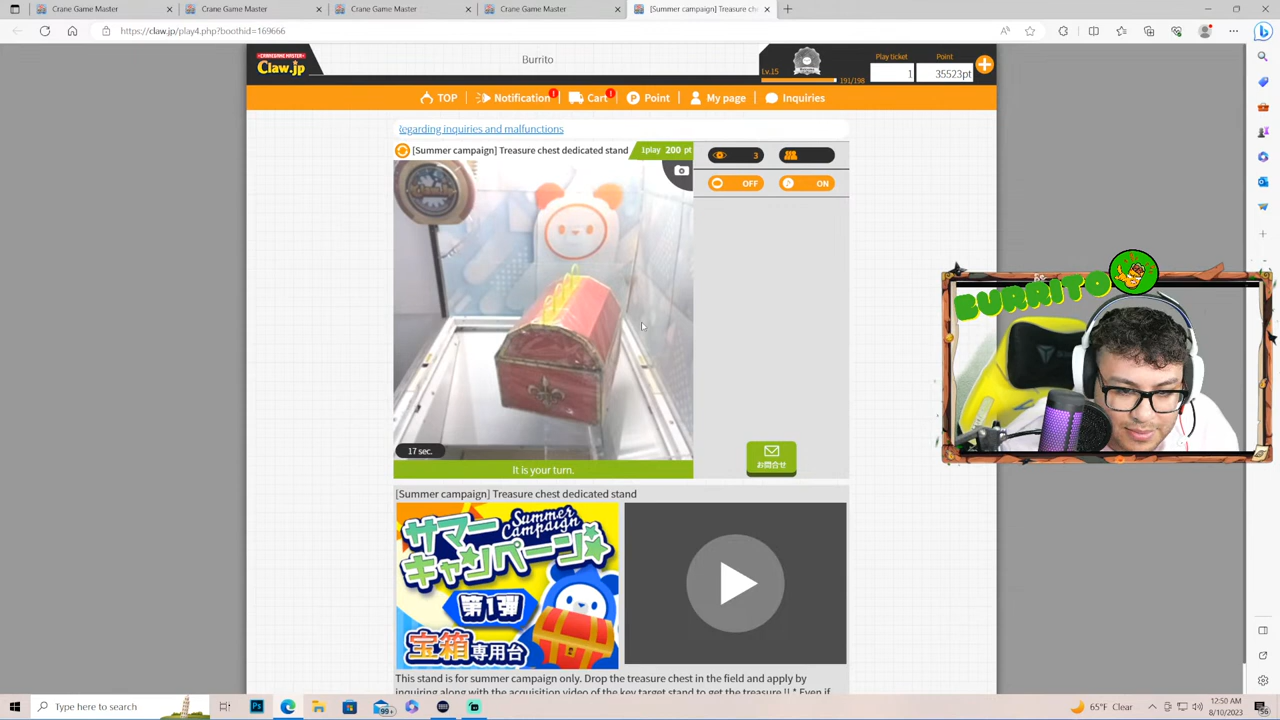 Crane Game Master
Crane Game Master
Crane Game Master
Crane Game Master
[Summer campaign] Treasure ch
https://claw.jp/play4.php?boothid=169666
CRANEGAME MASTER
Claw.jp
Burrito
Lv.15
191/198
Play ticket
1
Point
35523pt
TOP
Notification
Cart
Point
My page
Inquiries
Regarding inquiries and malfunctions
[Summer campaign] Treasure chest dedicated stand
1play 200 pt
3
OFF
ON
17 sec.
It is your turn.
お問合せ
[Summer campaign] Treasure chest dedicated stand
サマー
Summer
Campaign
キャンペーン
第1弾
宝箱専用台
This stand is for summer campaign only. Drop the treasure chest in the field and apply by
inquiring along with the acquisition video of the key target stand to get the treasure !! * Even if
BURRITO
Type here to search
99+
65°F Clear
12:50 AM
8/10/2023
56